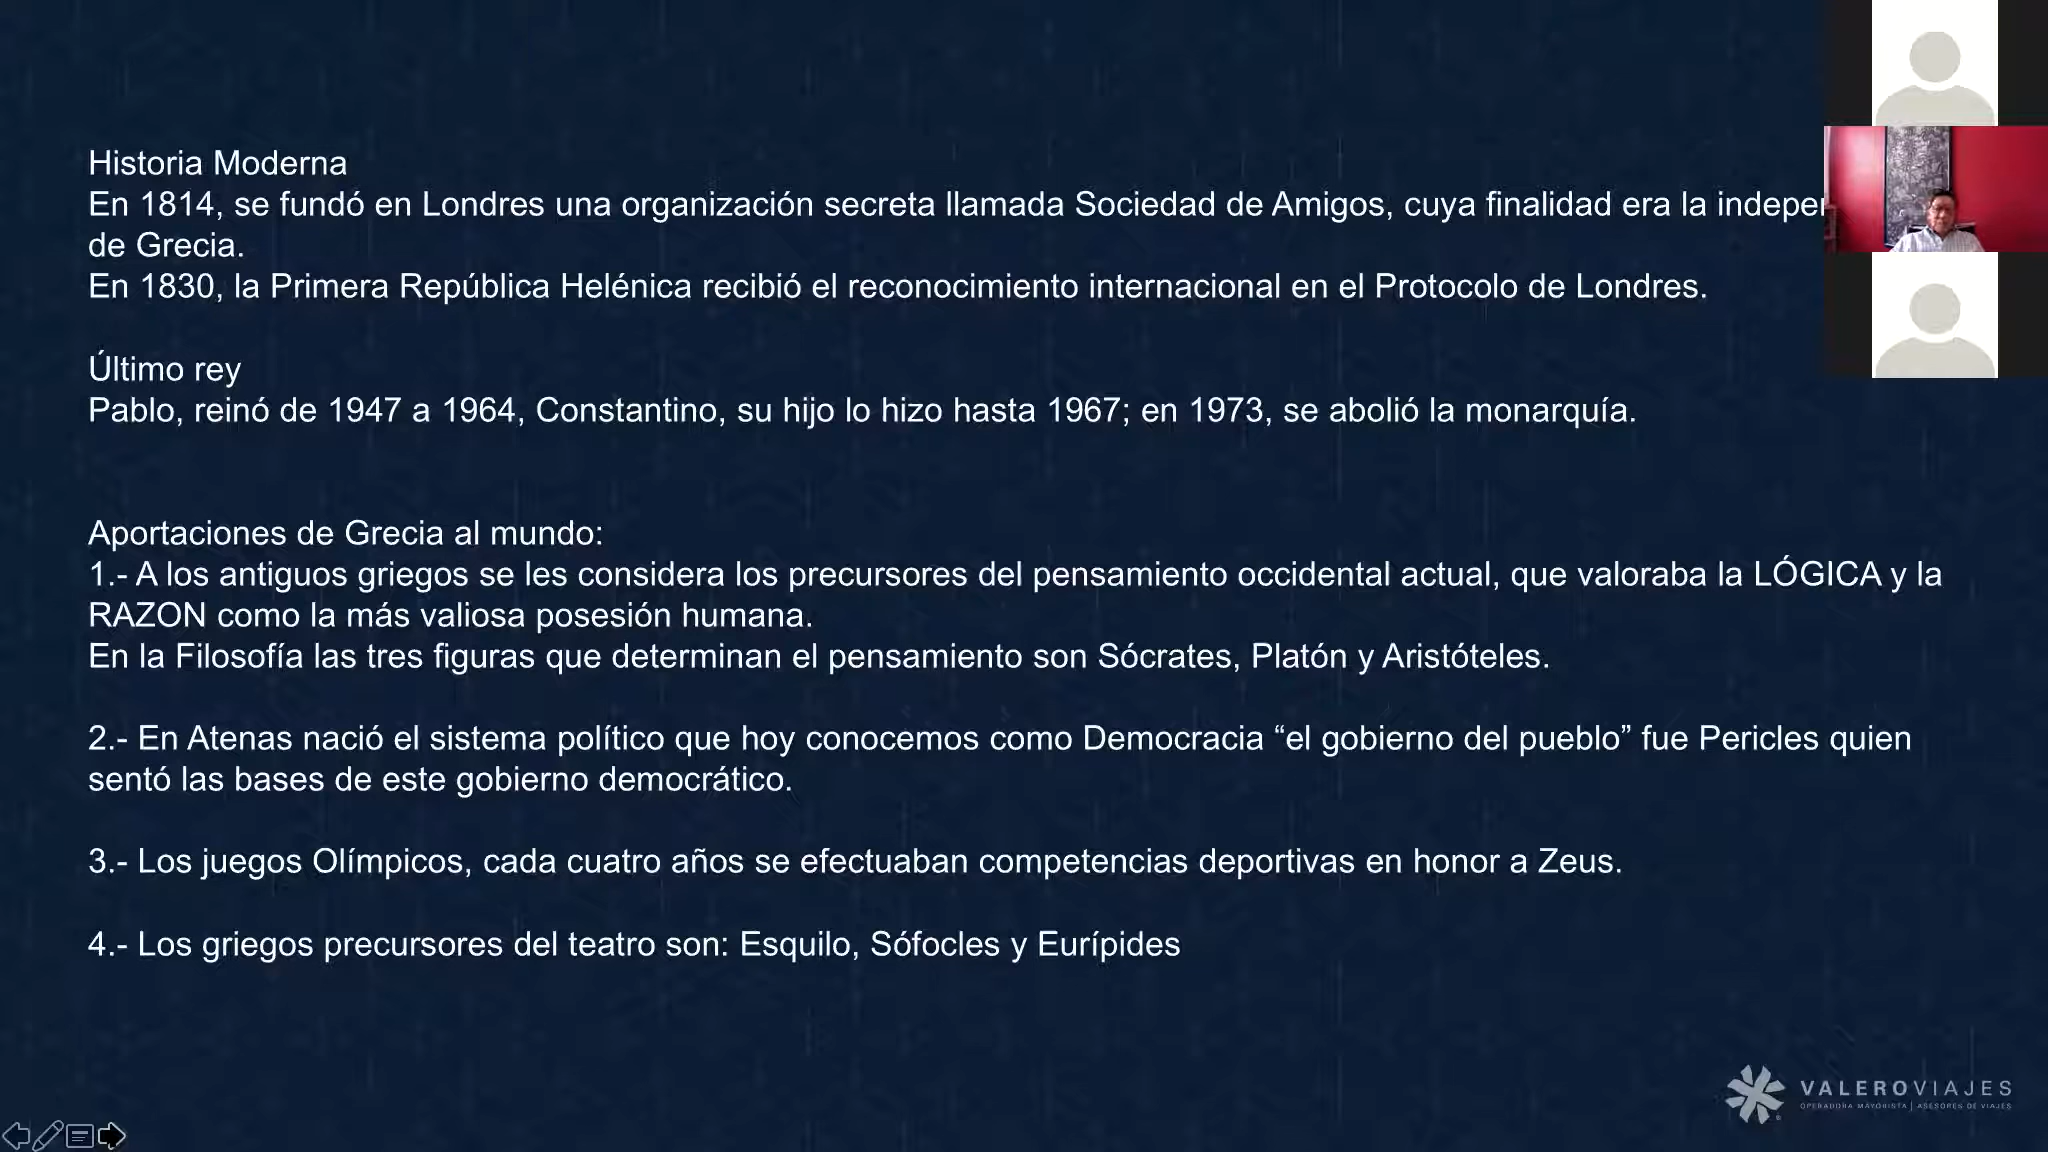 Historia Moderna
En 1814, se fundó en Londres una organización secreta llamada Sociedad de Amigos, cuya finalidad era la
de Grecia.
En 1830, la Primera República Helénica recibió el reconocimiento internacional en el Protocolo de Londres.
Último rey
Pablo, reinó de 1947 a 1964, Constantino, su hijo lo hizo hasta 1967; en 1973, se abolió la monarquía.
Aportaciones de Grecia al mundo:
1.- A los antiguos griegos se les considera los precursores del pensamiento occidental actual, que valoraba la LÓGICA y la
RAZON como la más valiosa posesión humana.
En la Filosofía las tres figuras que determinan el pensamiento son Sócrates, Platón y Aristóteles.
2.- En Atenas nació el sistema político que hoy conocemos como Democracia “el gobierno del pueblo” fue Pericles quien
sentó las bases de este gobierno democrático.
3.- Los juegos Olímpicos, cada cuatro años se efectuaban competencias deportivas en honor a Zeus.
4.- Los griegos precursores del teatro son: Esquilo, Sófocles y Eurípides
VALEROVIAJES
OPERADORA MAYORISTA | ASESORES DE VIAJES